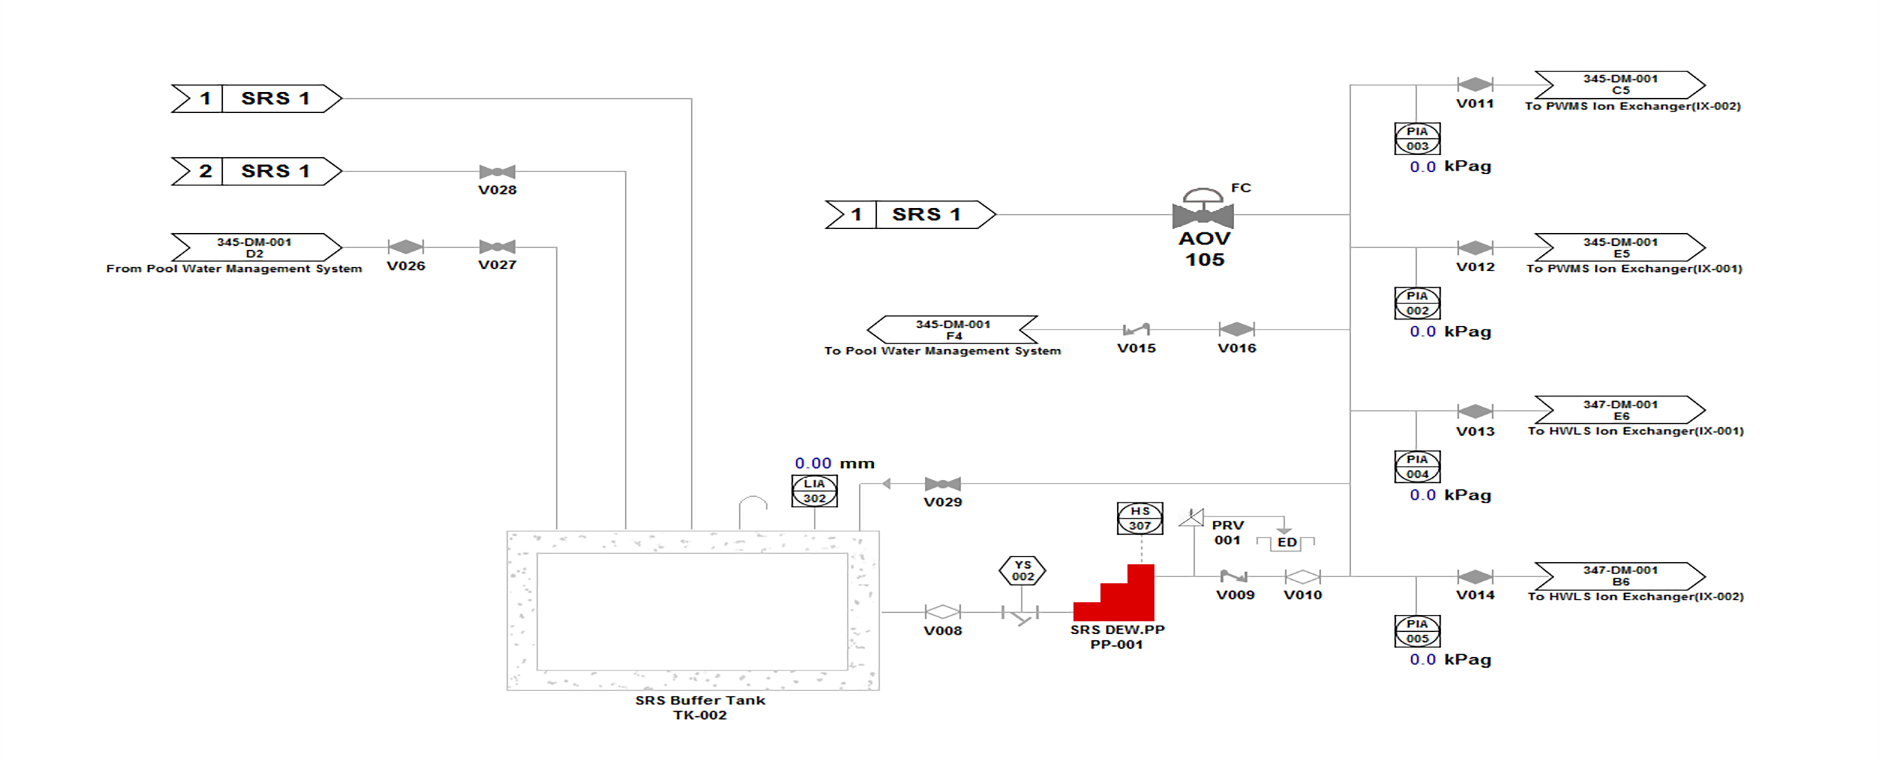 1 SRS 1
2 SRS 1
V028
345-DM-001
D2
From Pool Water Management System
V026
V027
1 SRS 1
FC
AOV
105
345-DM-001
F4
To Pool Water Management System
V015
V016
345-DM-001
C5
To PWMS Ion Exchanger(IX-002)
V011
PIA
003
0.0 kPag
345-DM-001
E5
To PWMS Ion Exchanger(IX-001)
V012
PIA
002
0.0 kPag
347-DM-001
E6
To HWLS Ion Exchanger(IX-001)
V013
PIA
004
0.0 kPag
347-DM-001
B6
To HWLS Ion Exchanger(IX-002)
V014
PIA
005
0.0 kPag
0.00 mm
LIA
302
V029
HS
307
PRV
001
ED
YS
002
V008
V009
V010
SRS DEW.PP
PP-001
SRS Buffer Tank
TK-002